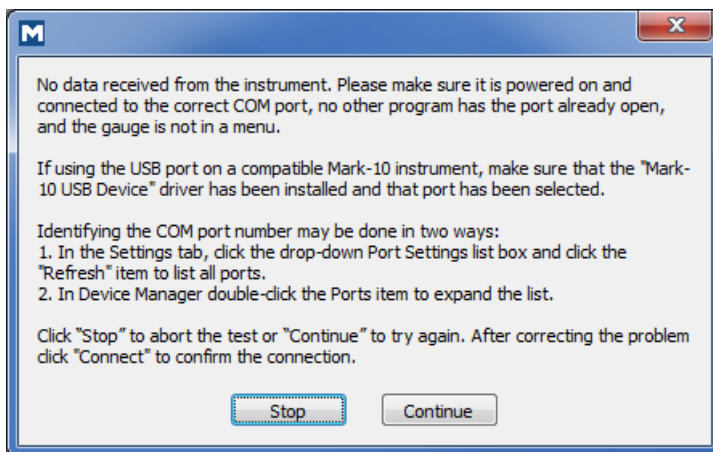 M
x
No data received from the instrument. Please make sure it is powered on and
connected to the correct COM port, no other program has the port already open,
and the gauge is not in a menu.
If using the USB port on a compatible Mark-10 instrument, make sure that the "Mark-
10 USB Device" driver has been installed and that port has been selected.
Identifying the COM port number may be done in two ways:
1. In the Settings tab, click the drop-down Port Settings list box and click the
"Refresh" item to list all ports.
2. In Device Manager double-click the Ports item to expand the list.
Click “Stop” to abort the test or “Continue” to try again. After correcting the problem
click "Connect" to confirm the connection.
Stop
Continue